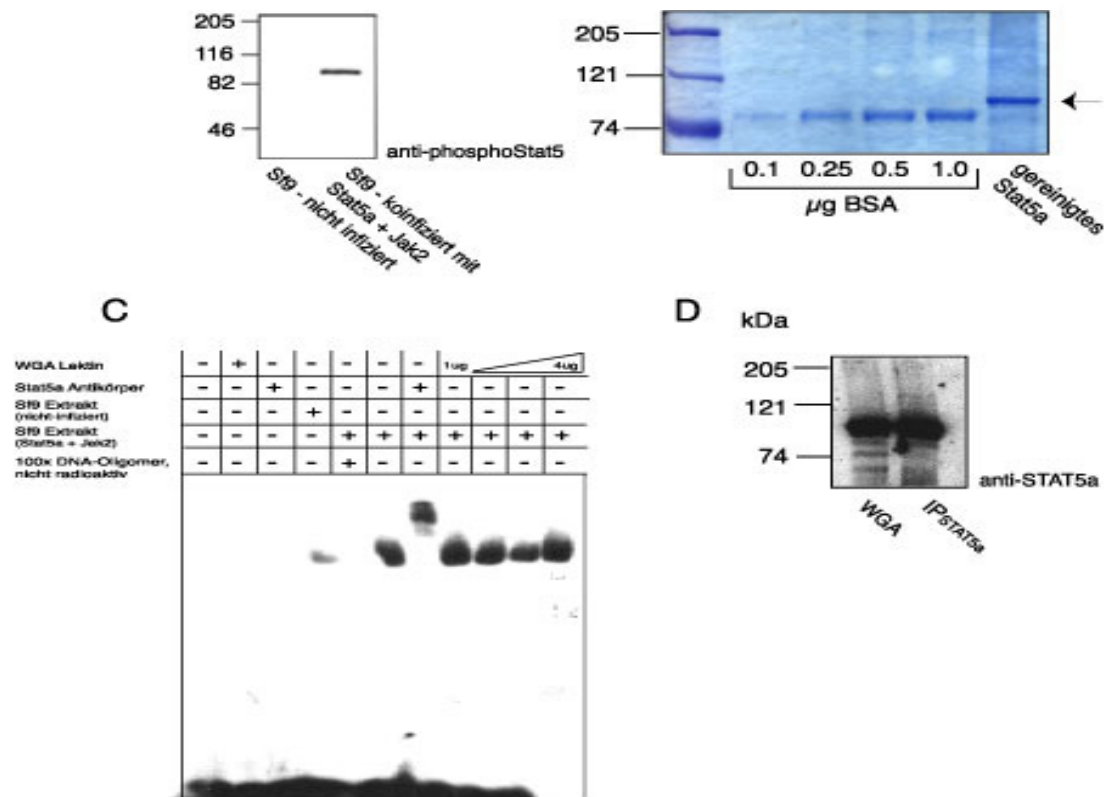 205
116
82
46
anti-phosphoStat5
Sf9 - nicht infiziert
Sf9 - koinfiziert mit
Stat5a + Jak2
205
121
74
0.1 0.25 0.5 1.0
µg BSA
gereinigtes
Stat5a
C
WGA Lektin - + - - - - - - 1ug 4ug
Stat5a Antikörper - - + - - - - + - - - -
Sf9 Extrakt
(nicht-infiziert) - - - + - - - - - - -
Sf9 Extrakt
(Stat5a + Jak2) - - - - + + + + + + +
100x DNA-Oligomer,
nicht radioaktiv - - - - + - - - - - -
D
kDa
205
121
74
anti-STAT5a
WGA
IPSTAT5a